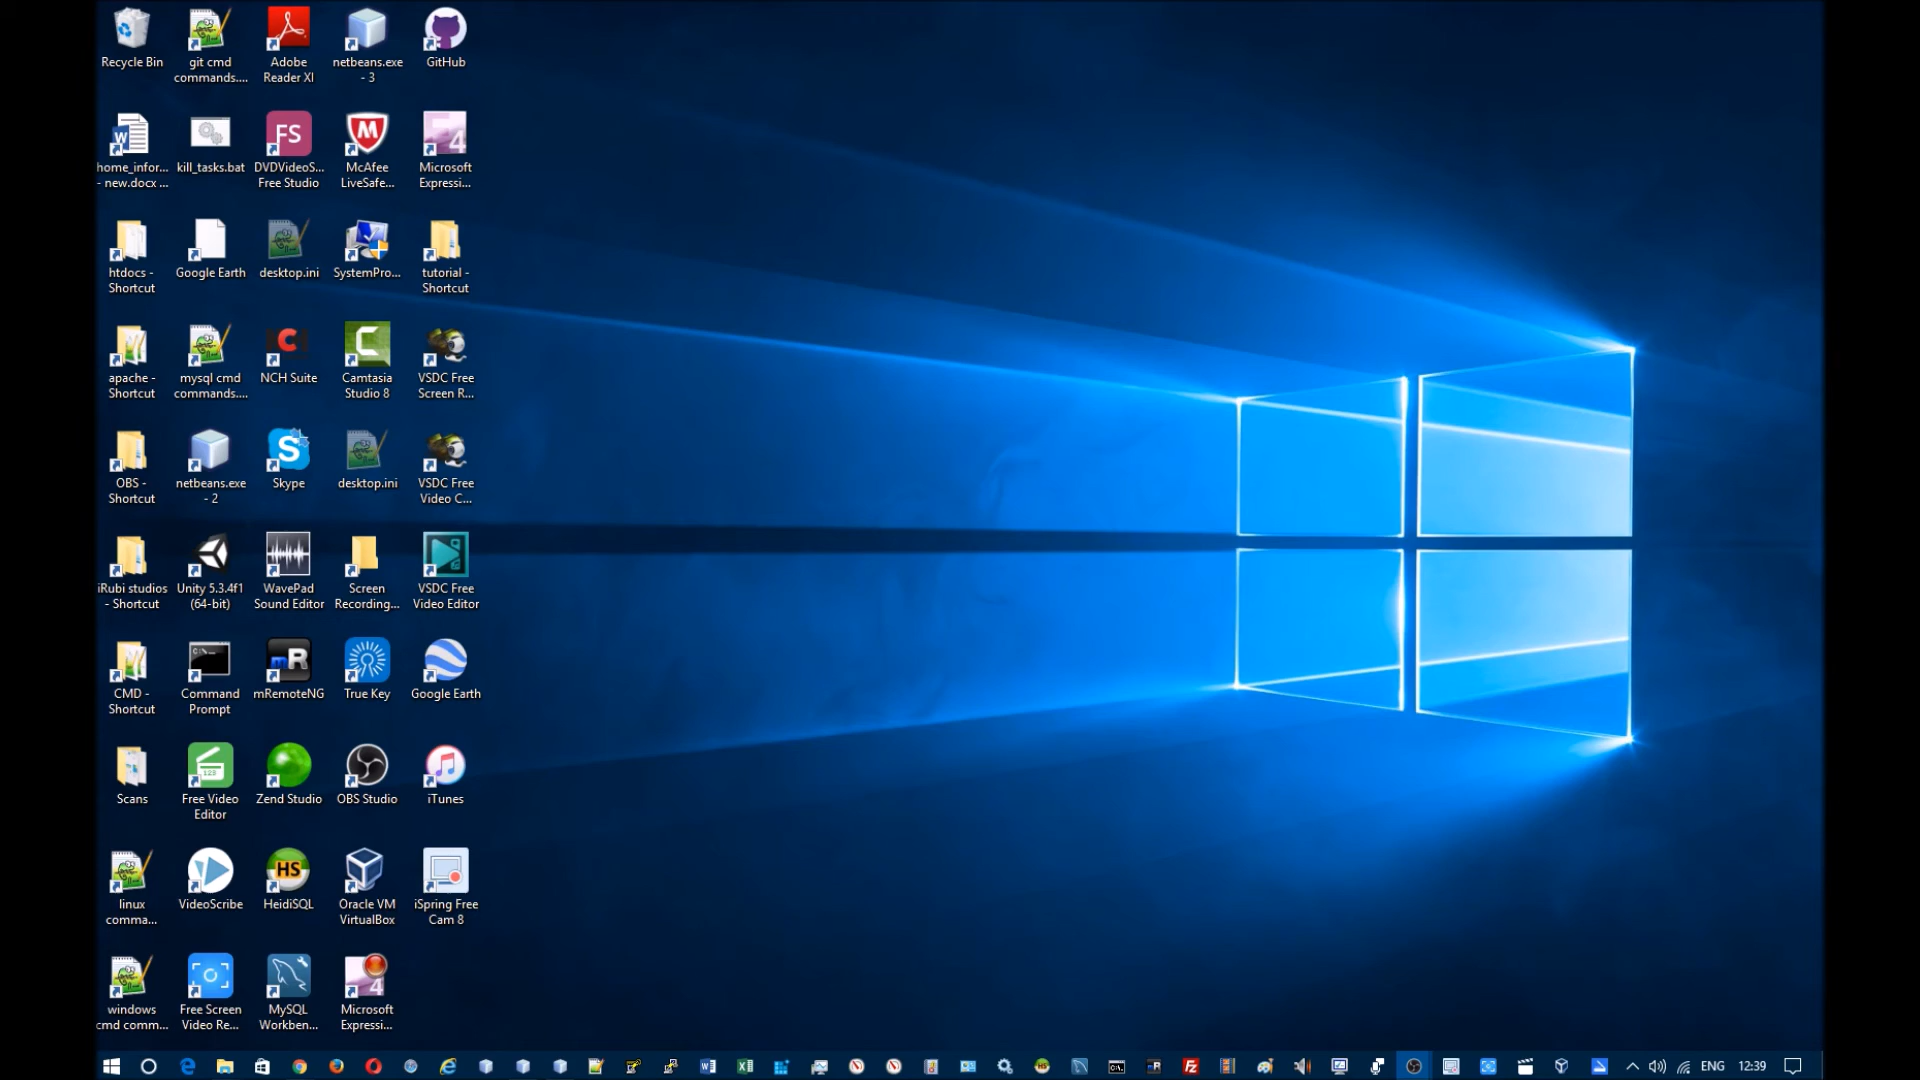 Recycle Bin
git cmd
commands....
Adobe
Reader XI
netbeans.exe
- 3
GitHub
home_infor...
- new.docx ...
kill_tasks.bat
FS
DVDVideoS...
Free Studio
McAfee
LiveSafe...
4
Microsoft
Expressi...
htdocs -
Shortcut
Google Earth
desktop.ini
SystemPro...
tutorial -
Shortcut
apache -
Shortcut
mysql cmd
commands....
NCH Suite
Camtasia
Studio 8
VSDC Free
Screen R...
OBS -
Shortcut
netbeans.exe
- 2
Skype
desktop.ini
VSDC Free
Video C...
iRubi studios
- Shortcut
Unity 5.3.4f1
(64-bit)
WavePad
Sound Editor
Screen
Recording...
VSDC Free
Video Editor
CMD -
Shortcut
Command
Prompt
mR
mRemoteNG
True Key
Google Earth
Scans
123
Free Video
Editor
Zend Studio
OBS Studio
iTunes
linux
comma...
VideoScribe
HS
HeidiSQL
Oracle VM
VirtualBox
iSpring Free
Cam 8
windows
cmd comm...
Free Screen
Video Re...
MySQL
Workben...
4
Microsoft
Expressi...
ENG 12:39